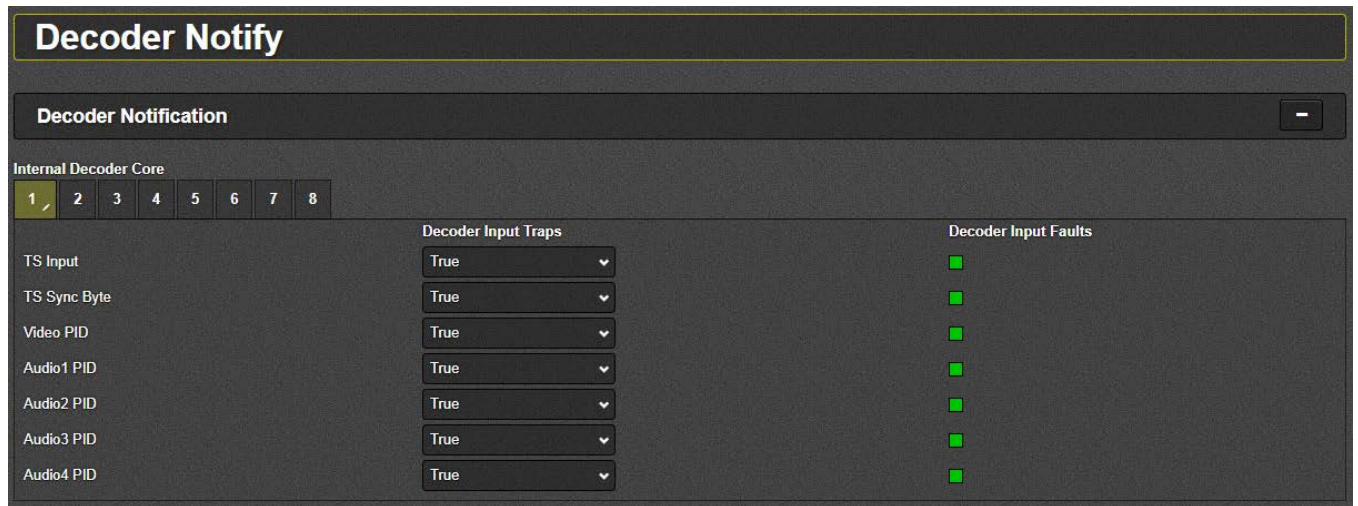 Decoder Notify
Decoder Notification
Internal Decoder Core
1 2 3 4 5 6 7 8
Decoder Input Traps Decoder Input Faults
TS Input True
TS Sync Byte True
Video PID True
Audio1 PID True
Audio2 PID True
Audio3 PID True
Audio4 PID True